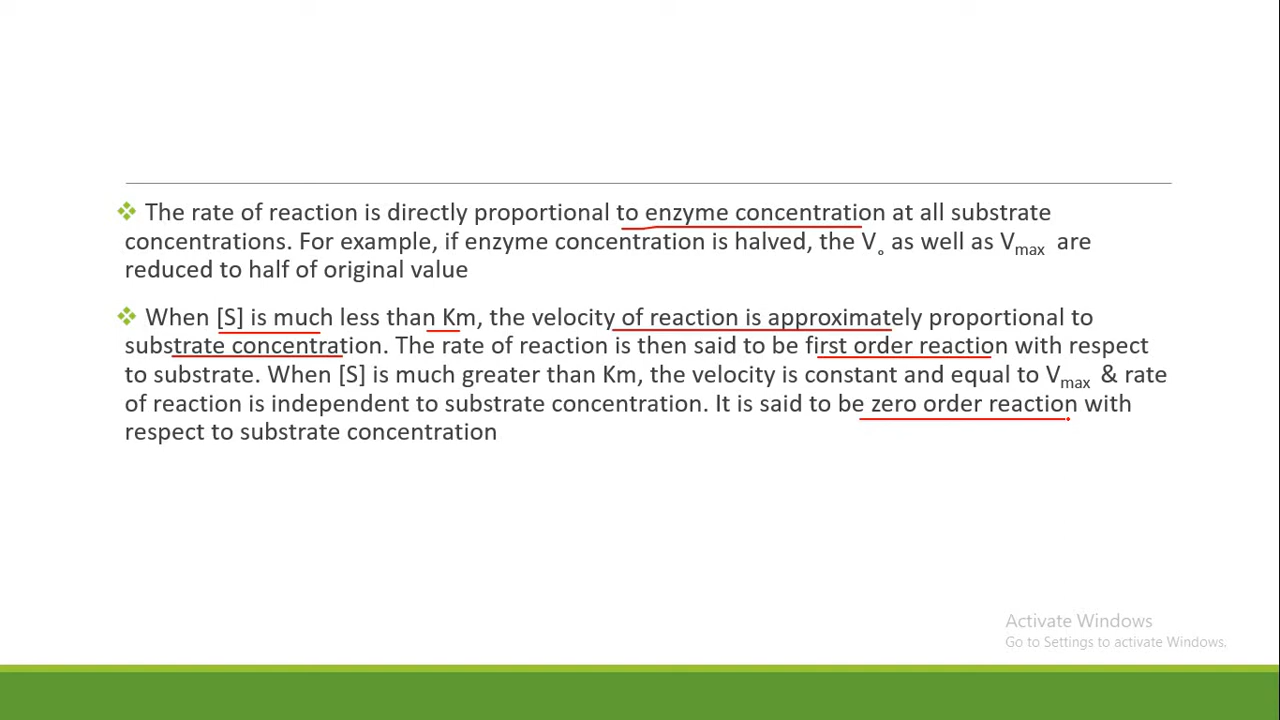 The rate of reaction is directly proportional to enzyme concentration at all substrate
concentrations. For example, if enzyme concentration is halved, the V₀ as well as Vmax are
reduced to half of original value
When [S] is much less than Km, the velocity of reaction is approximately proportional to
substrate concentration. The rate of reaction is then said to be first order reaction with respect
to substrate. When [S] is much greater than Km, the velocity is constant and equal to Vmax & rate
of reaction is independent to substrate concentration. It is said to be zero order reaction with
respect to substrate concentration
Activate Windows
Go to Settings to activate Windows.